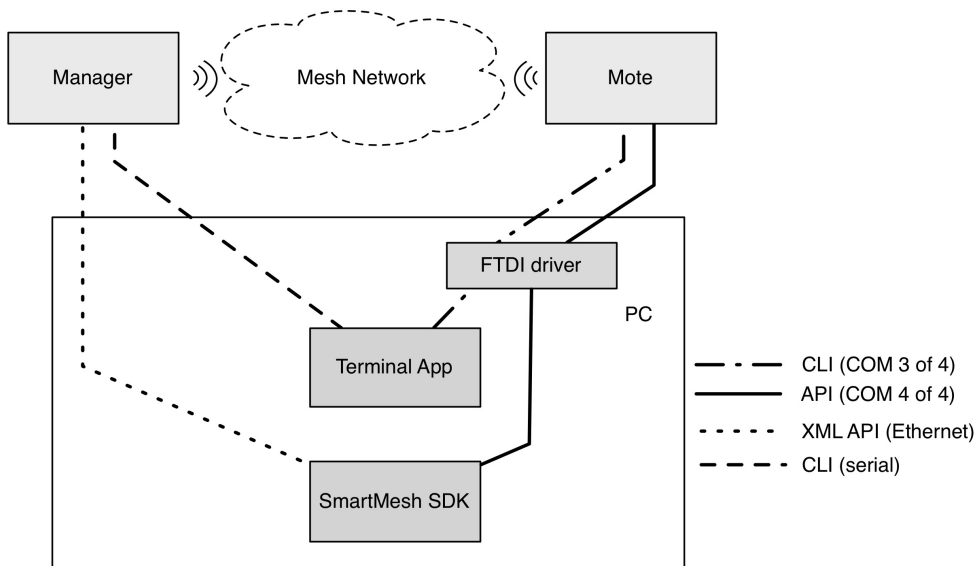 Manager
Mesh Network
Mote
FTDI driver
PC
Terminal App
CLI (COM 3 of 4)
API (COM 4 of 4)
XML API (Ethernet)
CLI (serial)
SmartMesh SDK